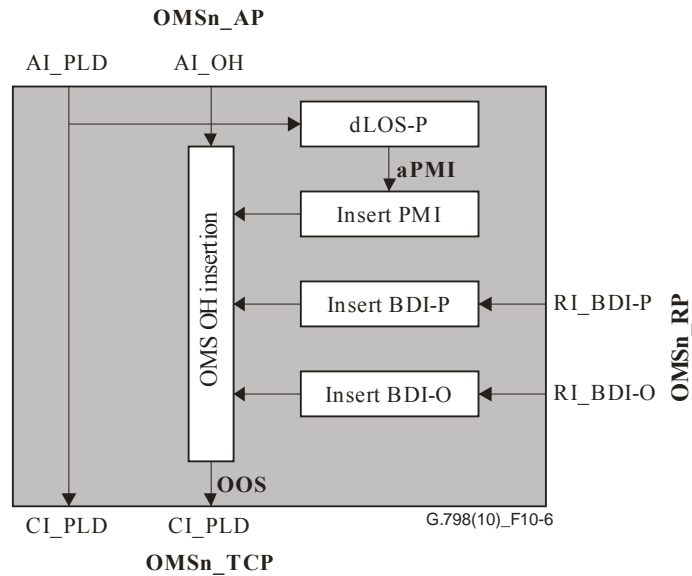 OMSn_AP
AI_PLD AI_OH
dLOS-P
aPMI
Insert PMI
OMS OH insertion
Insert BDI-P
RI_BDI-P
Insert BDI-O
RI_BDI-O
OMSn_RP
OOS
CI_PLD CI_PLD
G.798(10)_F10-6
OMSn_TCP